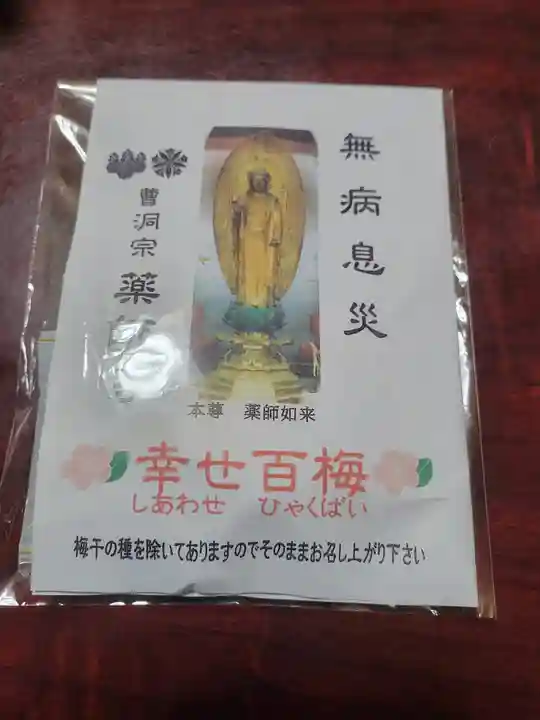 無病息災
曹洞宗
薬師
本尊 薬師如来
幸せ百梅
しあわせ ひゃくばい
梅干の種を除いてありますのでそのままお召し上がり下さい